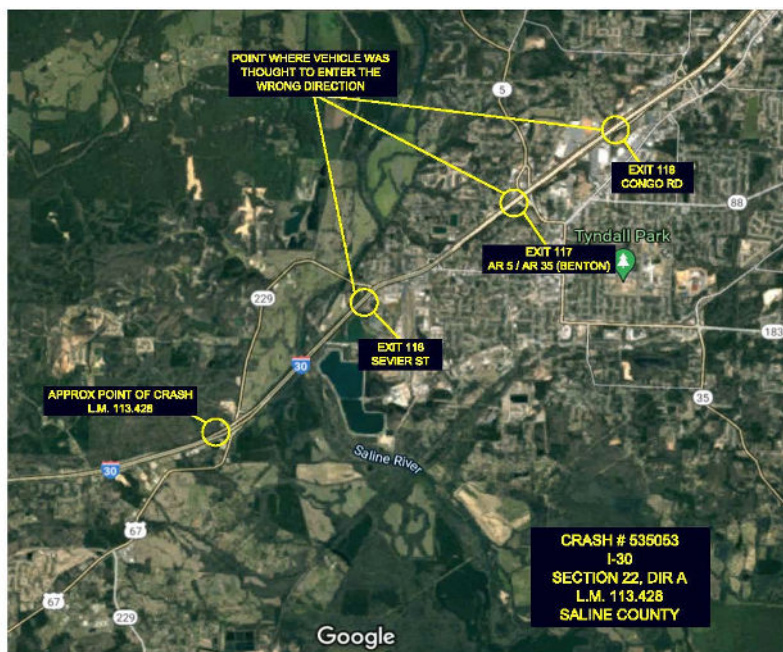 POINT WHERE VEHICLE WAS
THOUGHT TO ENTER THE
WRONG DIRECTION
5
EXIT 118
CONGO RD
88
Tyndall Park
EXIT 117
AR 5 / AR 35 (BENTON)
229
EXIT 116
SEVIER ST
183
30
35
APPROX POINT OF CRASH
L.M. 113.428
Saline River
30
67
CRASH # 535053
I-30
SECTION 22, DIR A
L.M. 113.428
SALINE COUNTY
67
229
Google